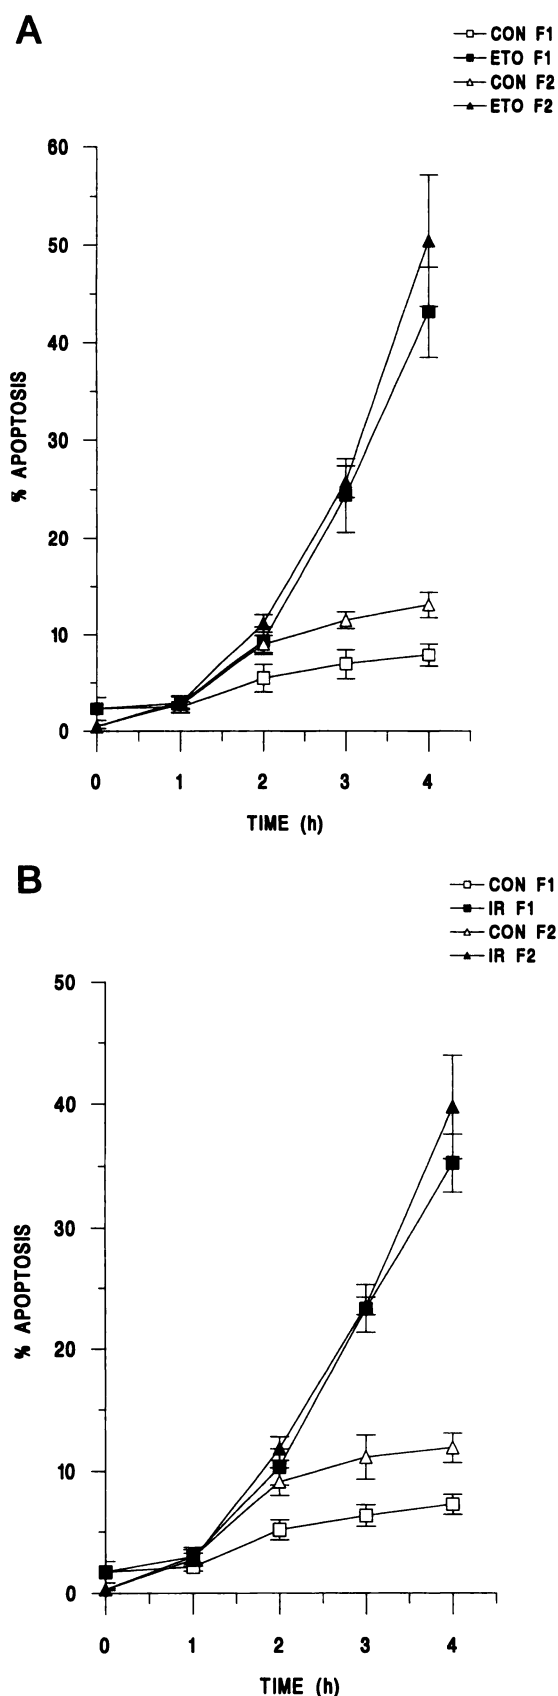 A
CON F1
ETO F1
CON F2
ETO F2
60
50
40
30
20
10
0
% APOPTOSIS
0 1 2 3 4
TIME (h)
B
CON F1
IR F1
CON F2
IR F2
50
40
30
20
10
0
% APOPTOSIS
0 1 2 3 4
TIME (h)